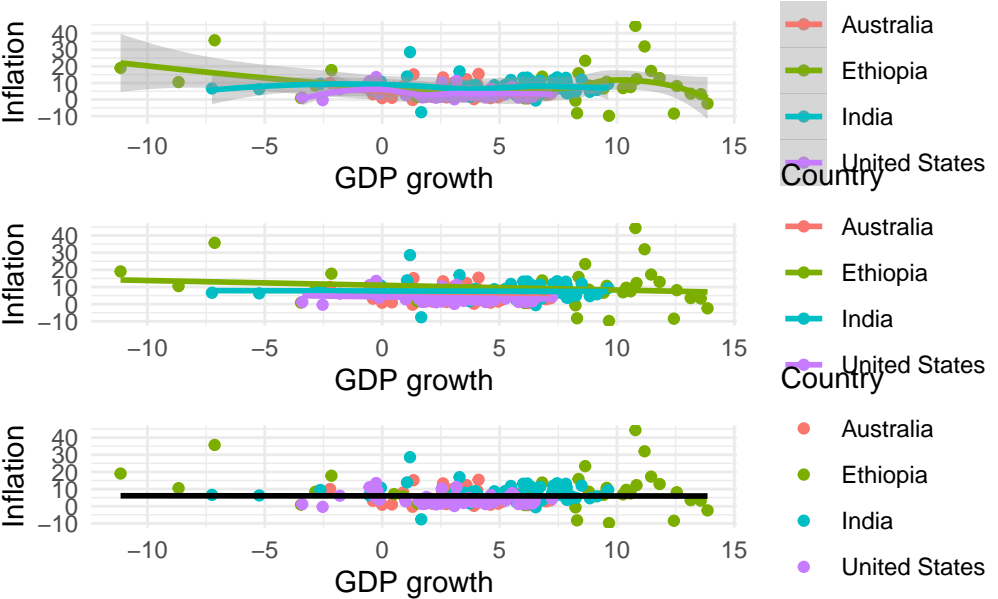 Inflation
40
30
20
10
0
−10
−10
−5
0
5
10
15
GDP growth
Australia
Ethiopia
India
United States
Country
Inflation
40
30
20
10
0
−10
−10
−5
0
5
10
15
GDP growth
Australia
Ethiopia
India
United States
Country
Inflation
40
30
20
10
0
−10
−10
−5
0
5
10
15
GDP growth
Australia
Ethiopia
India
United States